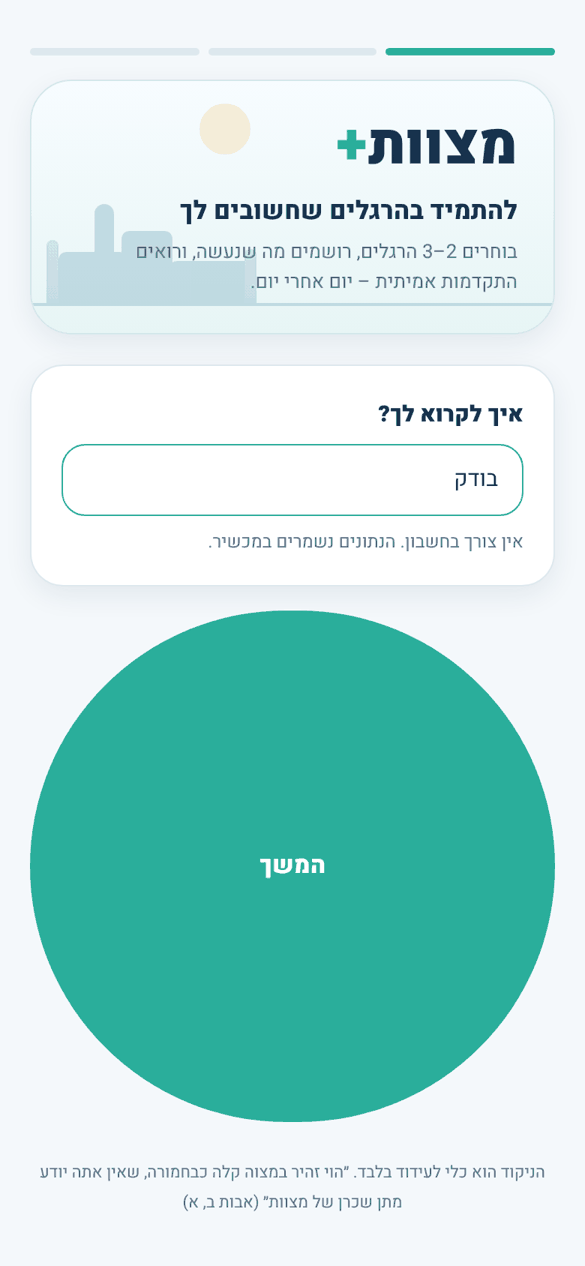 מצוות+
להתמיד בהרגלים שחשובים לך
בוחרים 2–3 הרגלים, רושמים מה שנעשה, ורואים
התקדמות אמיתית – יום אחרי יום.
איך לקרוא לך?
בודק
אין צורך בחשבון. הנתונים נשמרים במכשיר.
המשך
הניקוד הוא כלי לעידוד בלבד. "הוי זהיר במצוה קלה כבחמורה, שאין אתה יודע
מתן שכרן של מצוות" (אבות ב, א)